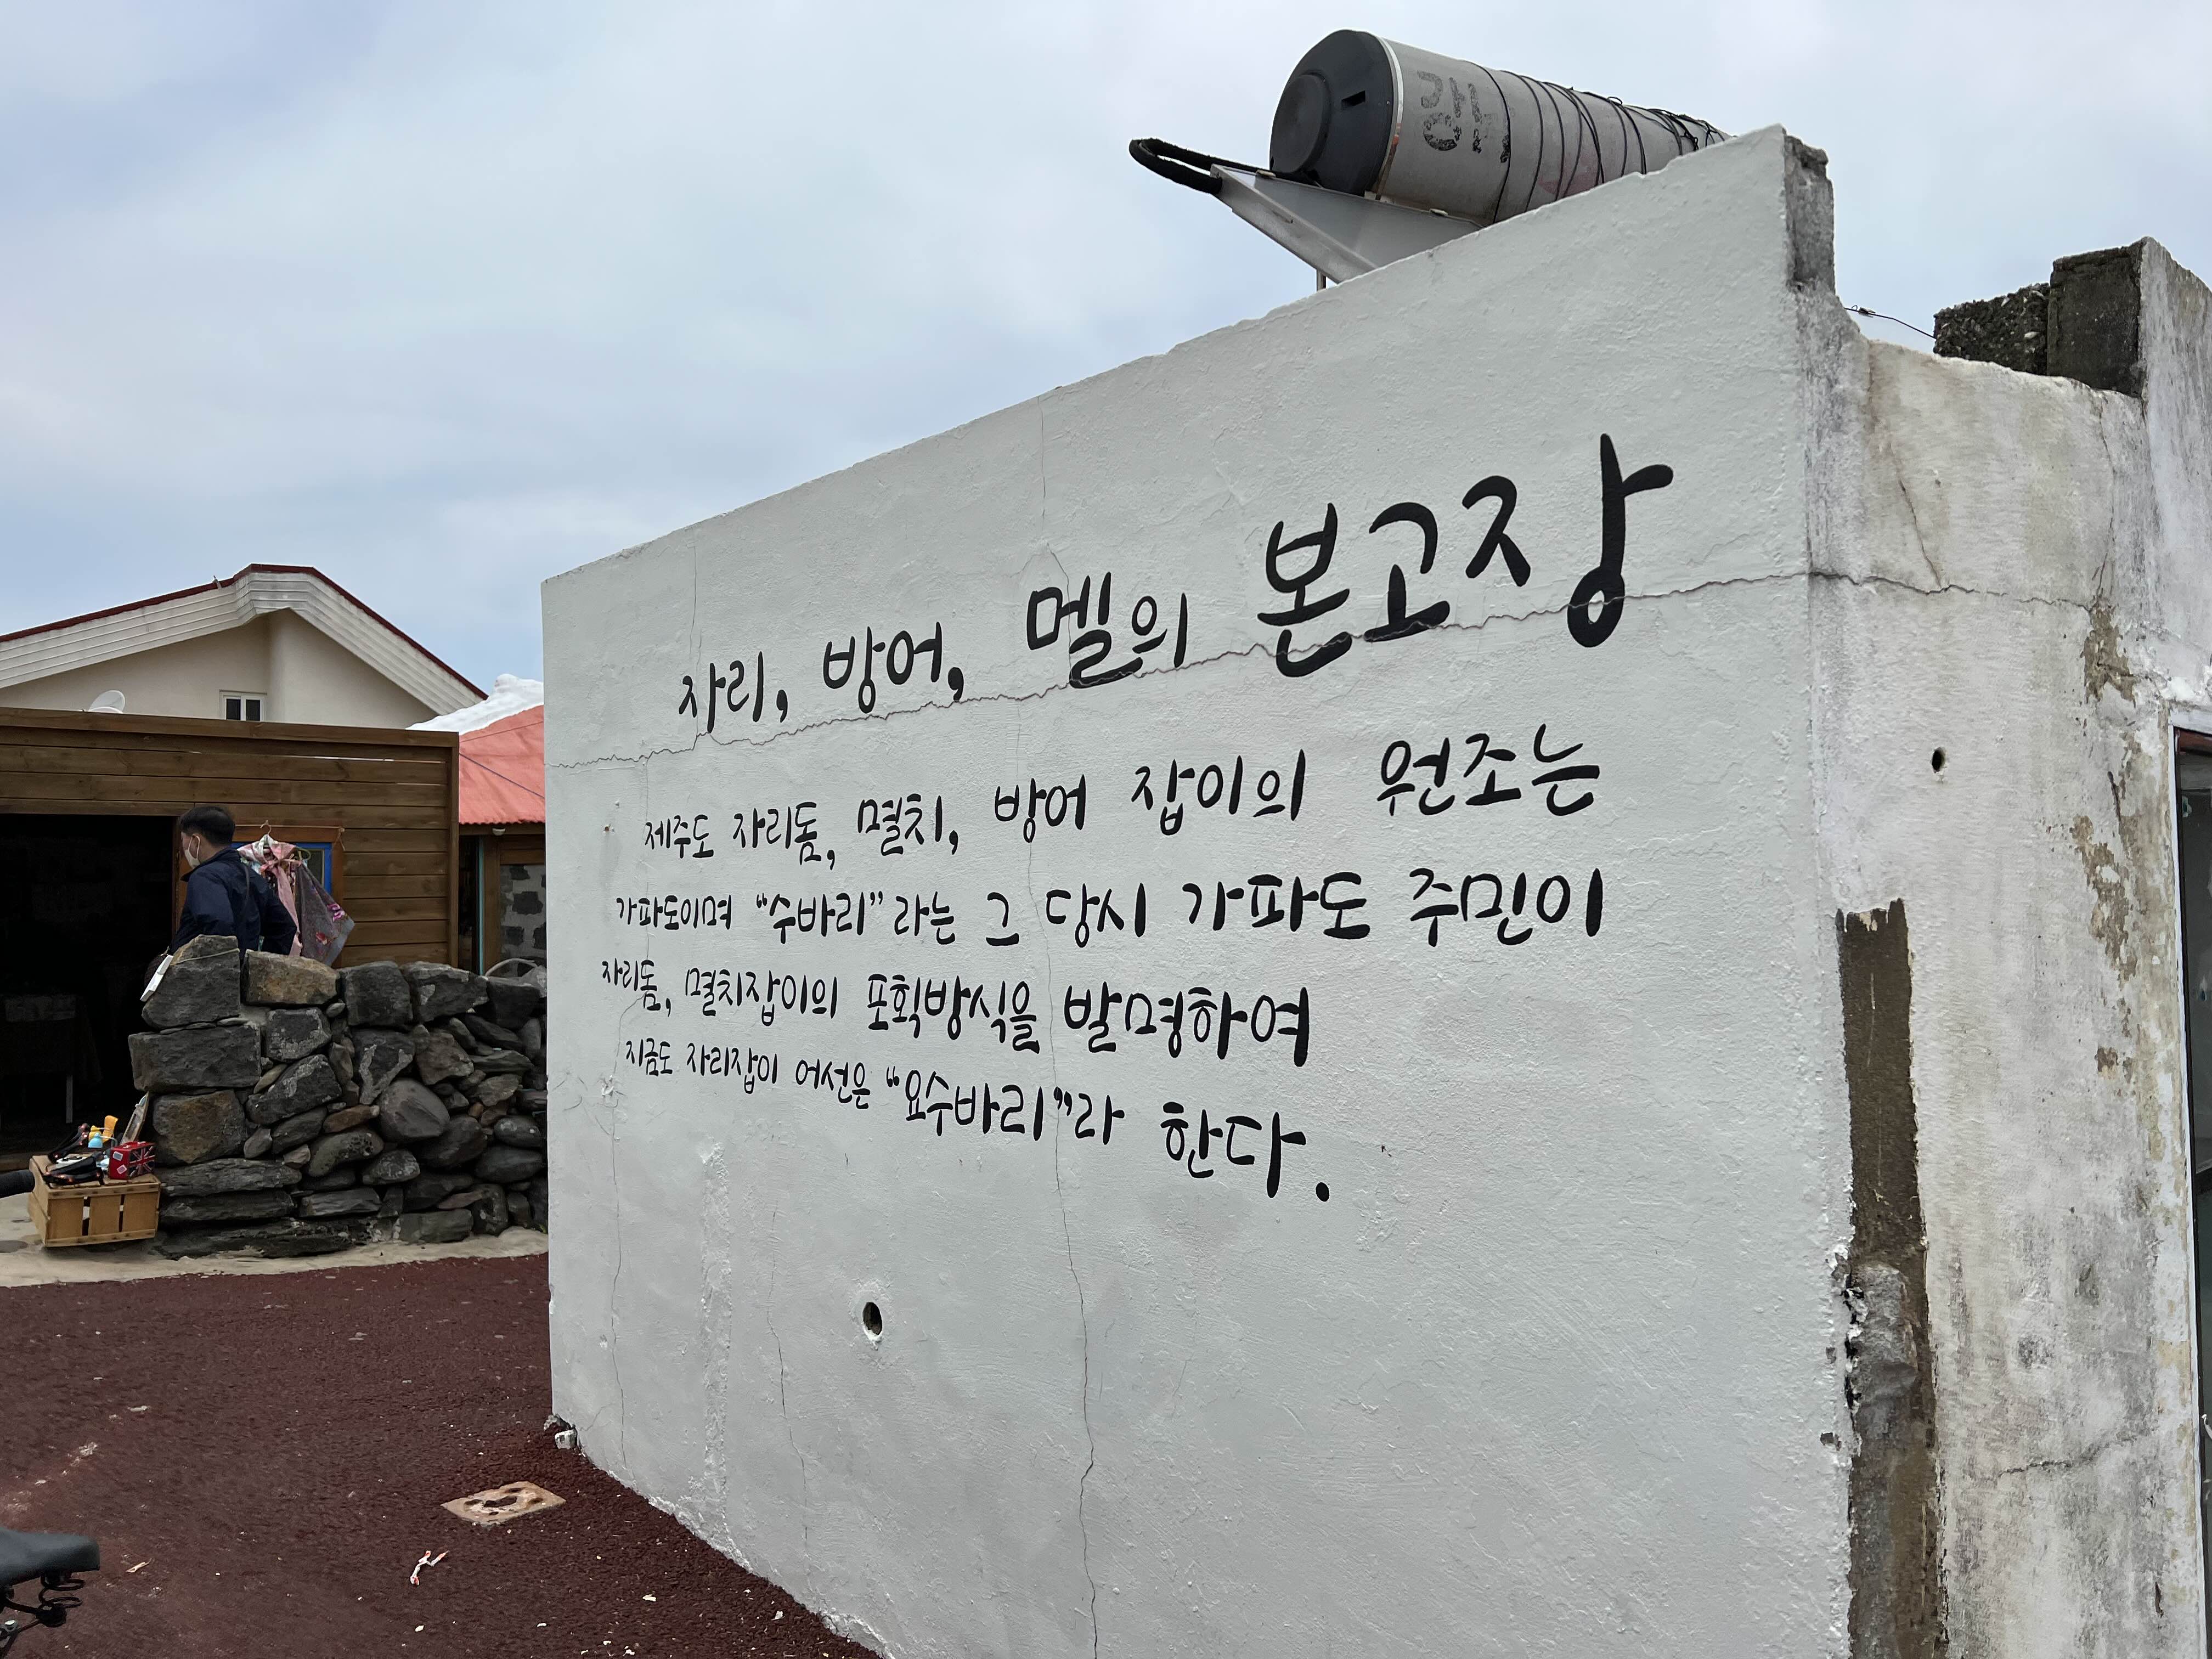 자리, 방어, 멜의 본고장
제주도 자리돔, 멸치, 방어 잡이의 원조는
가파도이며 “수바리”라는 그 당시 가파도 주민이
자리돔, 멸치잡이의 포획방식을 발명하여
지금도 자리잡이 어선은 “요수바리”라 한다.